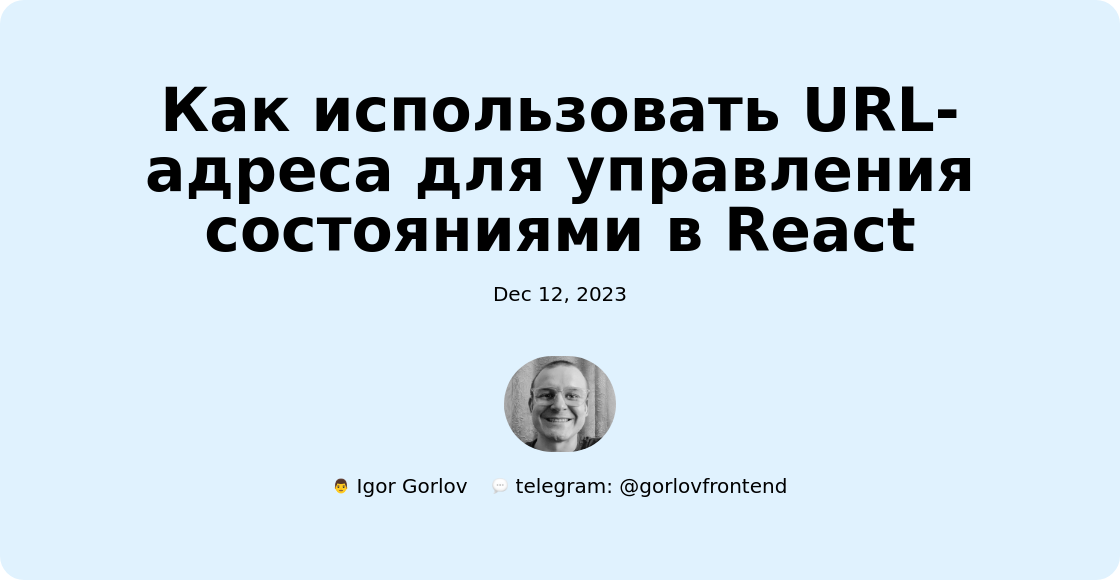 Как использовать URL-
адреса для управления
состояниями в React
Dec 12, 2023
👨 Igor Gorlov 💬 telegram: @gorlovfrontend